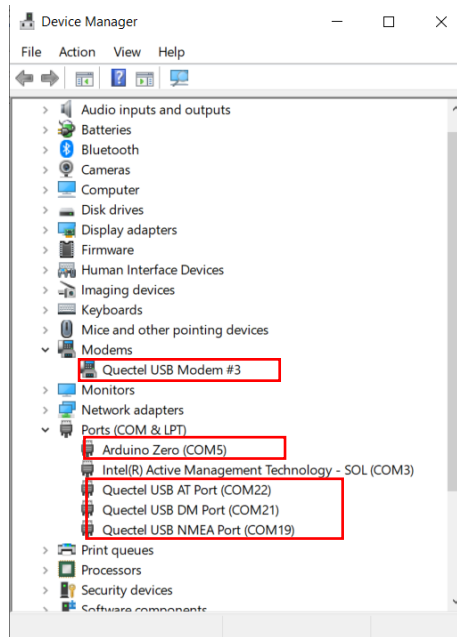 Device Manager
File Action View Help
Audio inputs and outputs
Batteries
Bluetooth
Cameras
Computer
Disk drives
Display adapters
Firmware
Human Interface Devices
Imaging devices
Keyboards
Mice and other pointing devices
Modems
Quectel USB Modem #3
Monitors
Network adapters
Ports (COM & LPT)
Arduino Zero (COM5)
Intel(R) Active Management Technology - SOL (COM3)
Quectel USB AT Port (COM22)
Quectel USB DM Port (COM21)
Quectel USB NMEA Port (COM19)
Print queues
Processors
Security devices
Software components